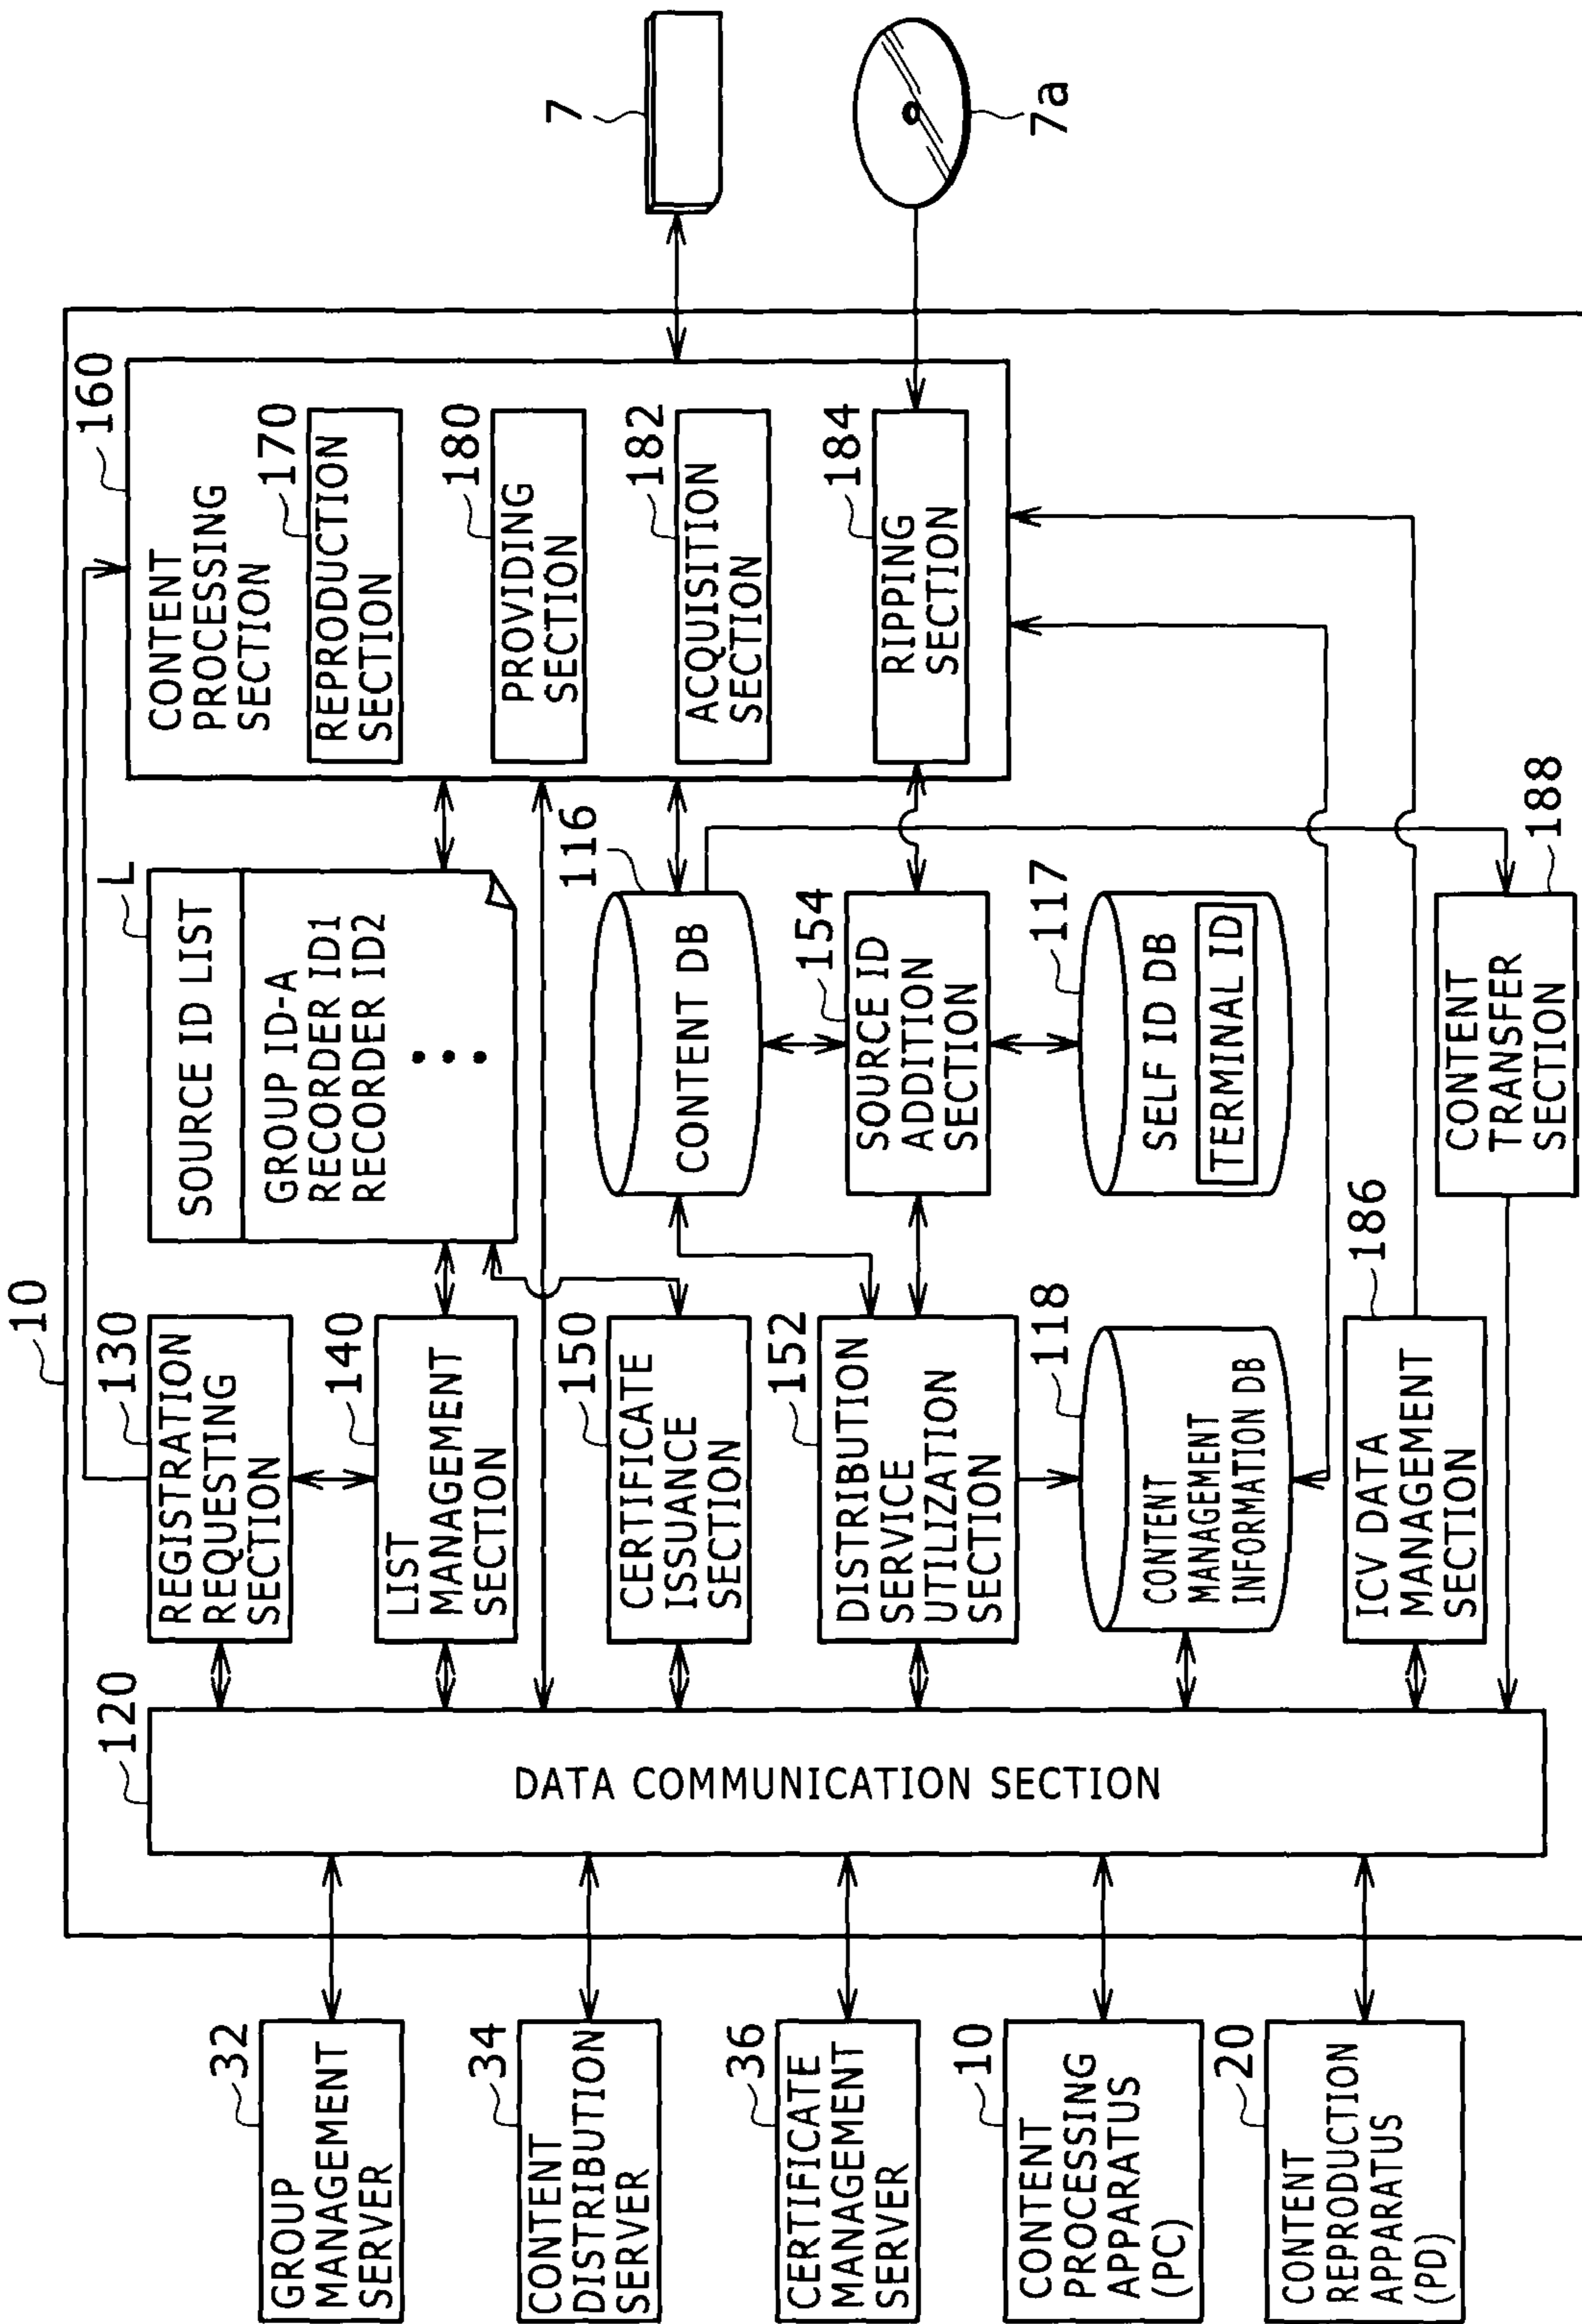 10
32
GROUP
MANAGEMENT
SERVER
34
CONTENT
DISTRIBUTION
SERVER
36
CERTIFICATE
MANAGEMENT
SERVER
10
CONTENT
PROCESSING
APPARATUS
(PC)
20
CONTENT
REPRODUCTION
APPARATUS
(PD)
120
DATA COMMUNICATION SECTION
130
REGISTRATION
REQUESTING
SECTION
140
LIST
MANAGEMENT
SECTION
150
CERTIFICATE
ISSUANCE
SECTION
152
DISTRIBUTION
SERVICE
UTILIZATION
SECTION
118
CONTENT
MANAGEMENT
INFORMATION DB
186
ICV DATA
MANAGEMENT
SECTION
L
SOURCE ID LIST
GROUP ID-A
RECORDER ID1
RECORDER ID2
116
CONTENT DB
154
SOURCE ID
ADDITION
SECTION
117
SELF ID DB
TERMINAL ID
188
CONTENT
TRANSFER
SECTION
160
CONTENT
PROCESSING
SECTION
170
REPRODUCTION
SECTION
180
PROVIDING
SECTION
182
ACQUISITION
SECTION
184
RIPPING
SECTION
7
7a